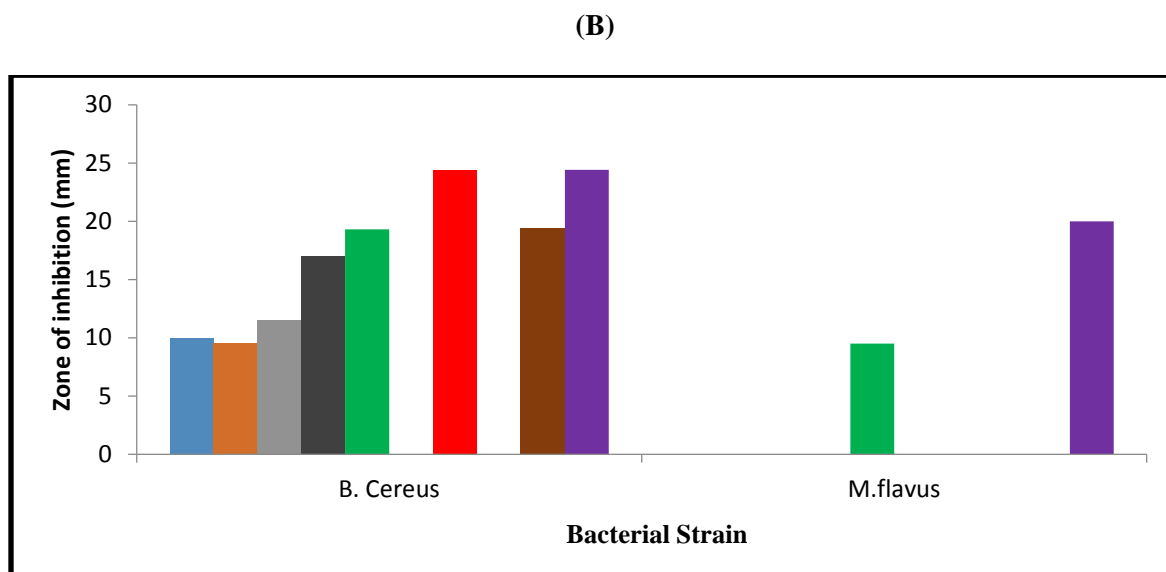 (B)
30
25
20
15
10
5
0
Zone of inhibition (mm)
B. Cereus
M.flavus
Bacterial Strain